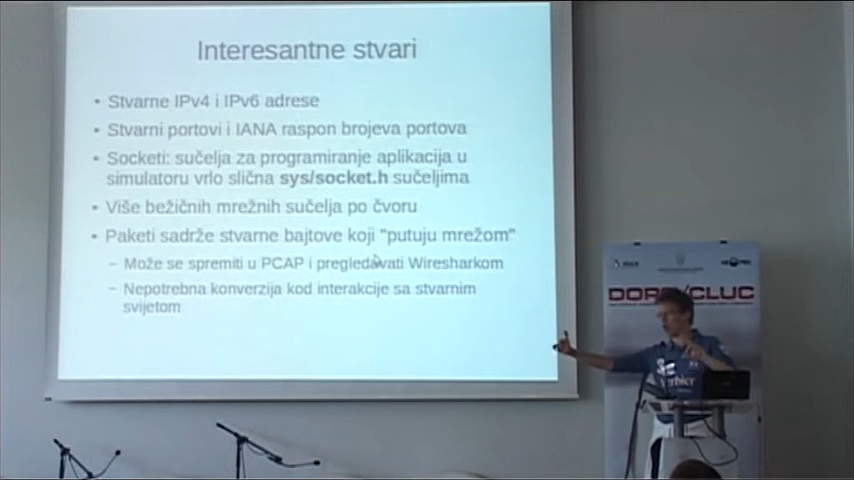 Interesantne stvari
• Stvarne IPv4 i IPv6 adrese
• Stvarni portovi i IANA raspon brojeva portova
• Socketi: sučelja za programiranje aplikacija u
simulatoru vrlo slična sys/socket.h sučeljima
• Više bežičnih mrežnih sučelja po čvoru
• Paketi sadrže stvarne bajtove koji "putuju mrežom"
– Može se spremiti u PCAP i pregledavati Wiresharkom
– Nepotrebna konverzija kod interakcije sa stvarnim
svijetom
CLUC